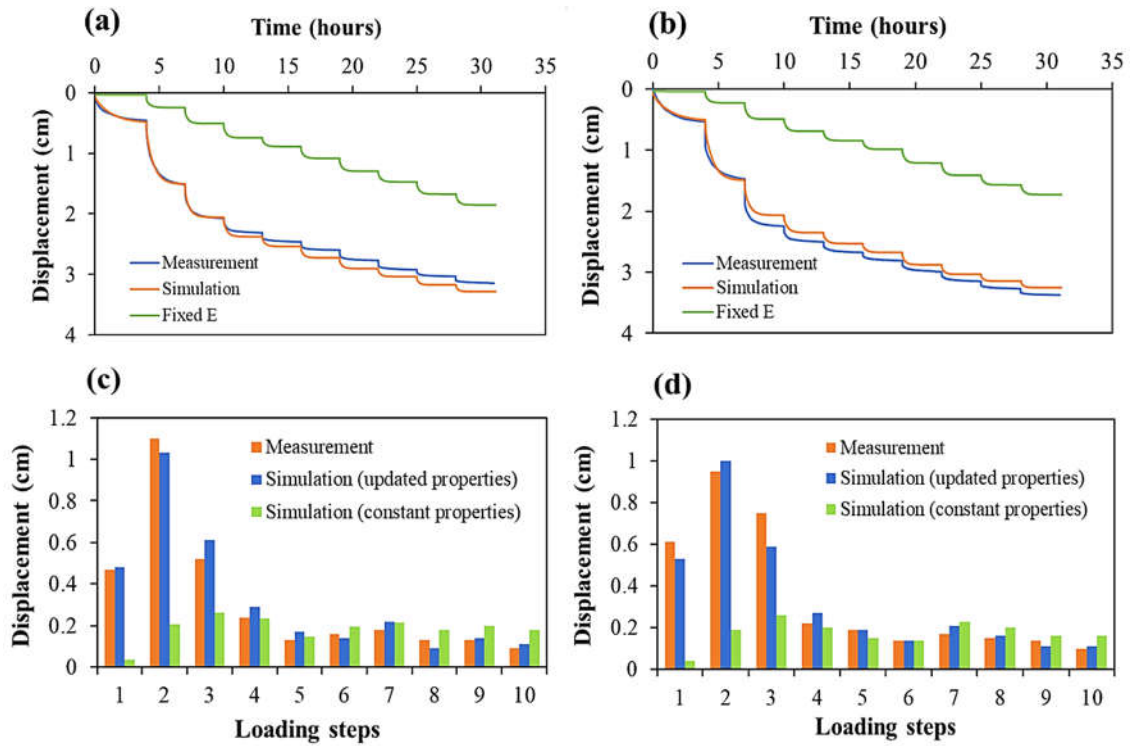 (a)
Time (hours)
0 5 10 15 20 25 30 35
Displacement (cm)
0
1
2
3
4
Measurement
Simulation
Fixed E
(b)
Time (hours)
0 5 10 15 20 25 30 35
Displacement (cm)
0
1
2
3
4
Measurement
Simulation
Fixed E
(c)
Displacement (cm)
1.2
1
0.8
0.6
0.4
0.2
0
Measurement
Simulation (updated properties)
Simulation (constant properties)
1 2 3 4 5 6 7 8 9 10
Loading steps
(d)
Displacement (cm)
1.2
1
0.8
0.6
0.4
0.2
0
Measurement
Simulation (updated properties)
Simulation (constant properties)
1 2 3 4 5 6 7 8 9 10
Loading steps